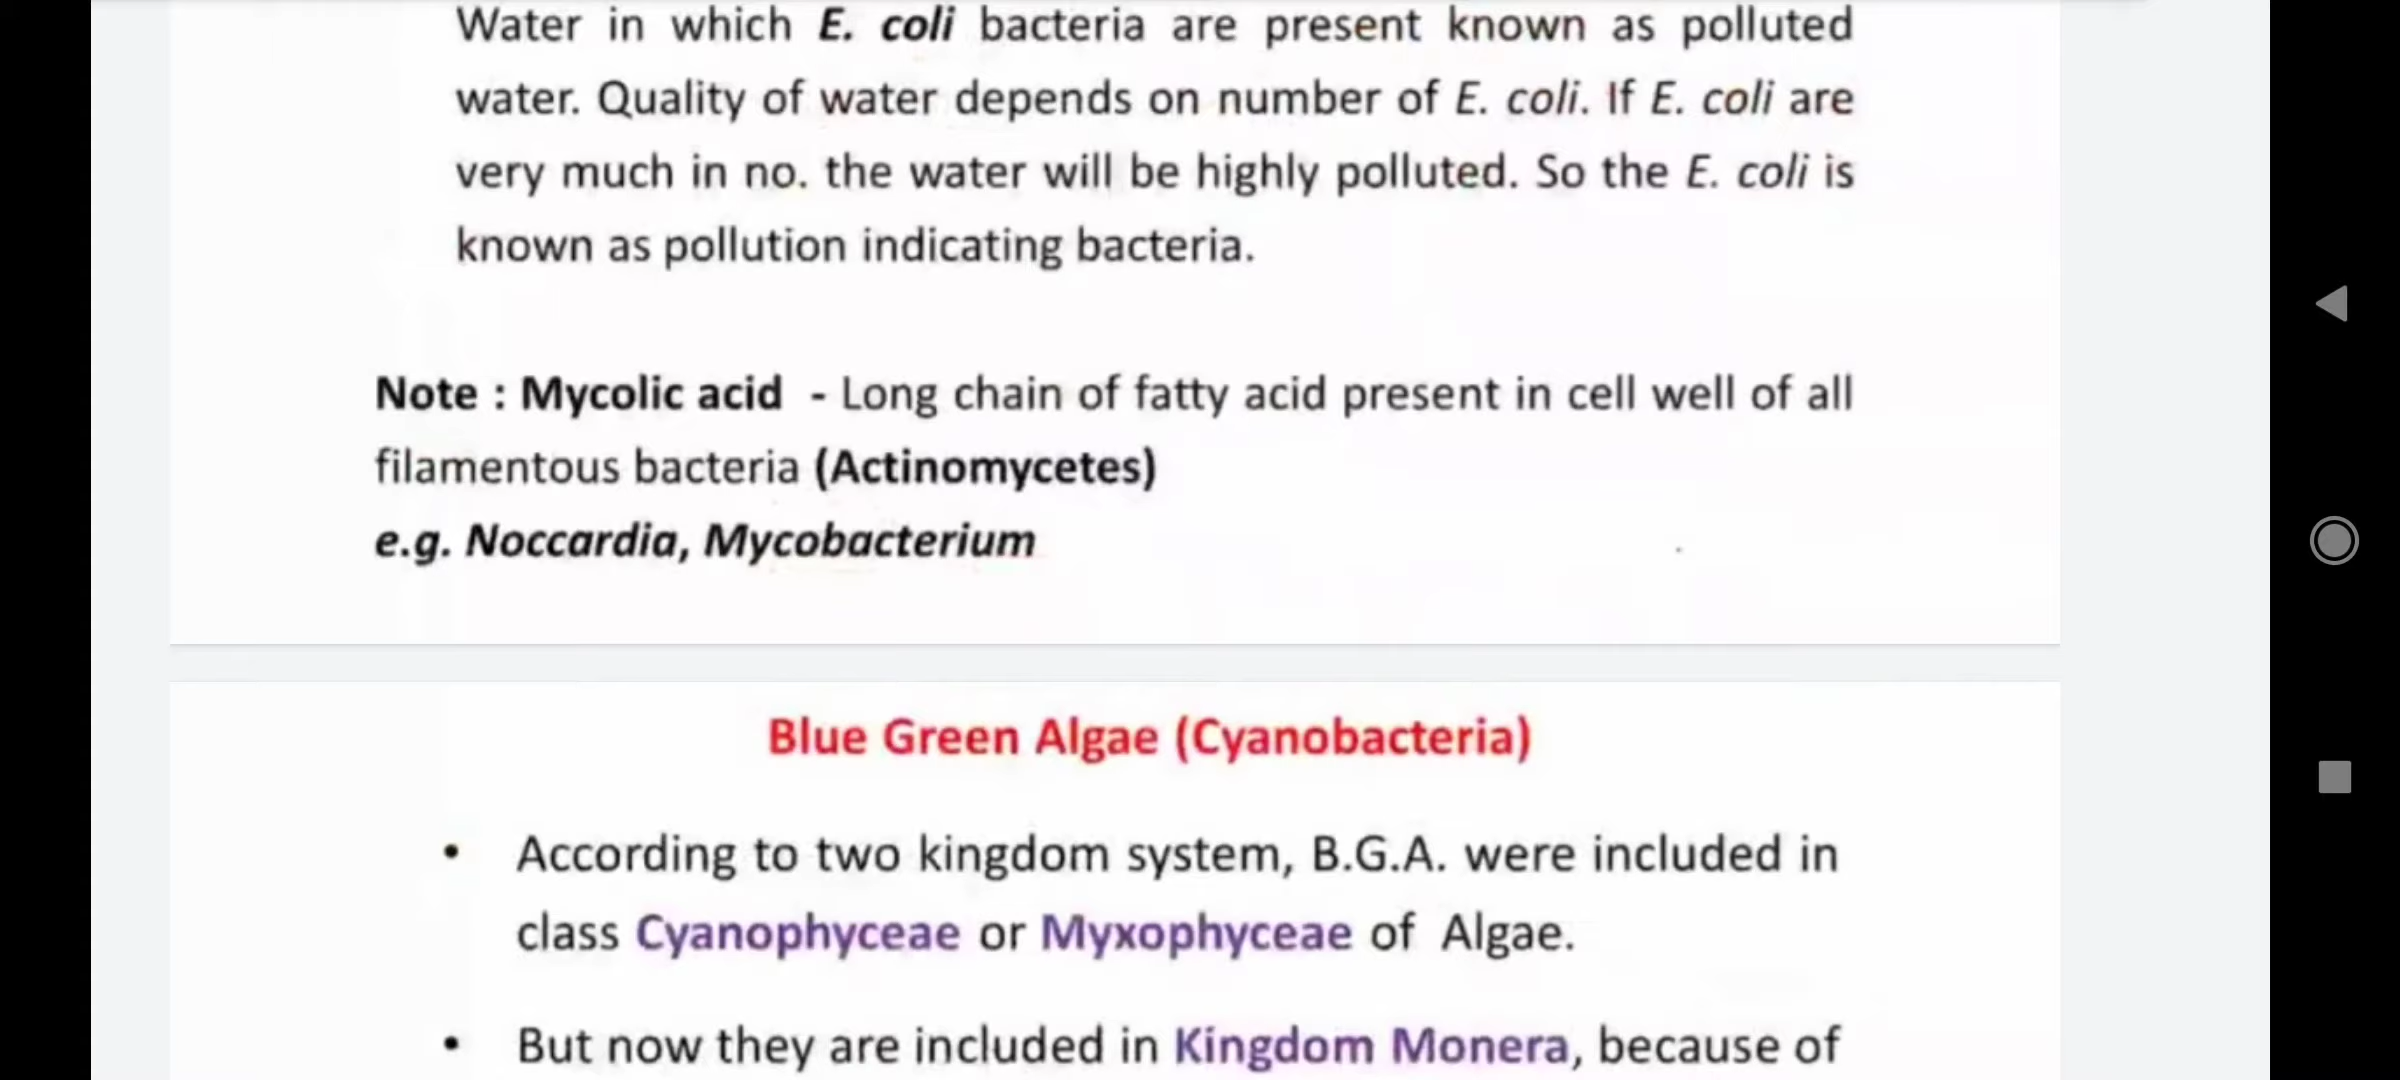 Water in which E. coli bacteria are present known as polluted
water. Quality of water depends on number of E. coli. If E. coli are
very much in no. the water will be highly polluted. So the E. coli is
known as pollution indicating bacteria.
Note : Mycolic acid - Long chain of fatty acid present in cell well of all
filamentous bacteria (Actinomycetes)
e.g. Noccardia, Mycobacterium
Blue Green Algae (Cyanobacteria)
• According to two kingdom system, B.G.A. were included in
class Cyanophyceae or Myxophyceae of Algae.
• But now they are included in Kingdom Monera, because of